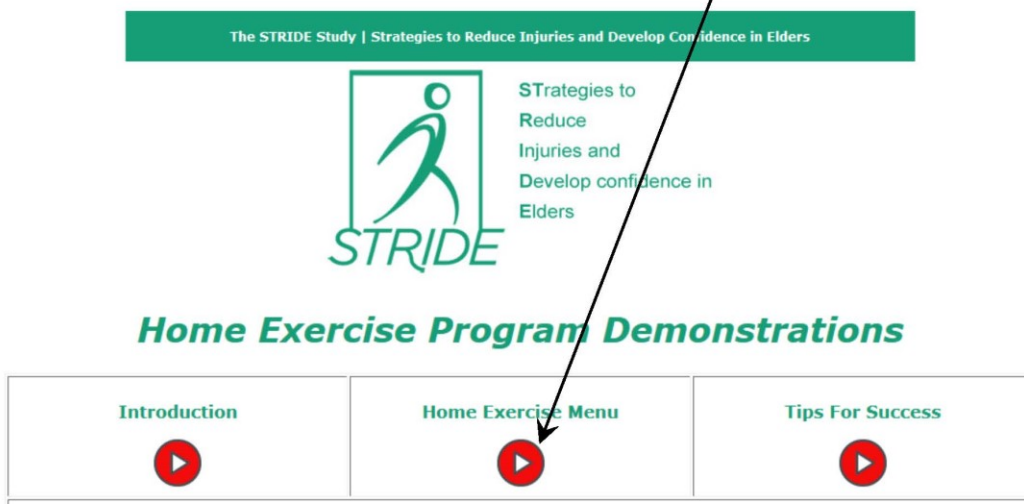 The STRIDE Study | Strategies to Reduce Injuries and Develop Confidence in Elders
STrategies to
Reduce
Injuries and
Develop confidence in
Elders
STRIDE
Home Exercise Program Demonstrations
Introduction
Home Exercise Menu
Tips For Success